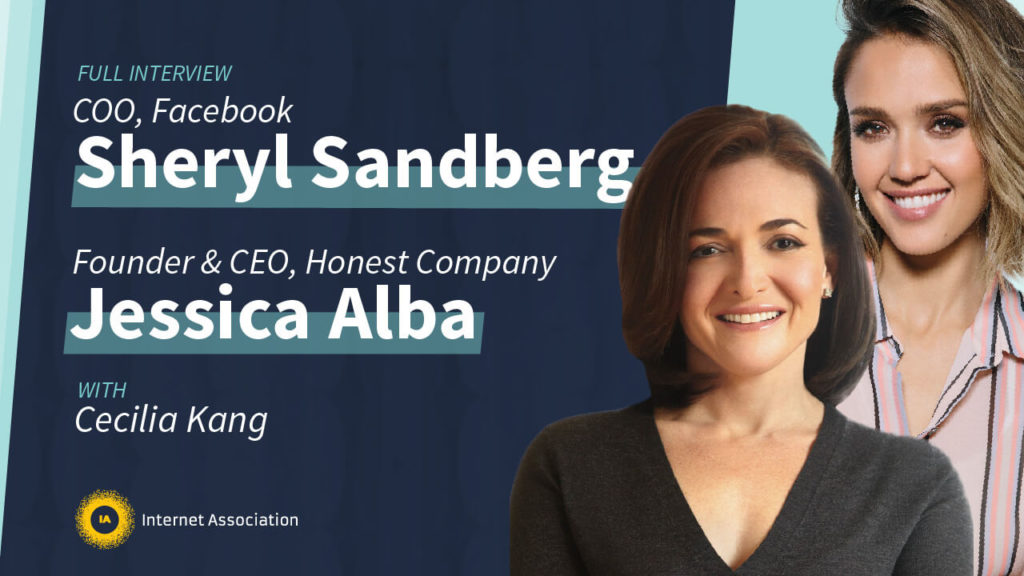 FULL INTERVIEW
COO, Facebook
Sheryl Sandberg
Founder & CEO, Honest Company
Jessica Alba
WITH
Cecilia Kang
IA
Internet Association